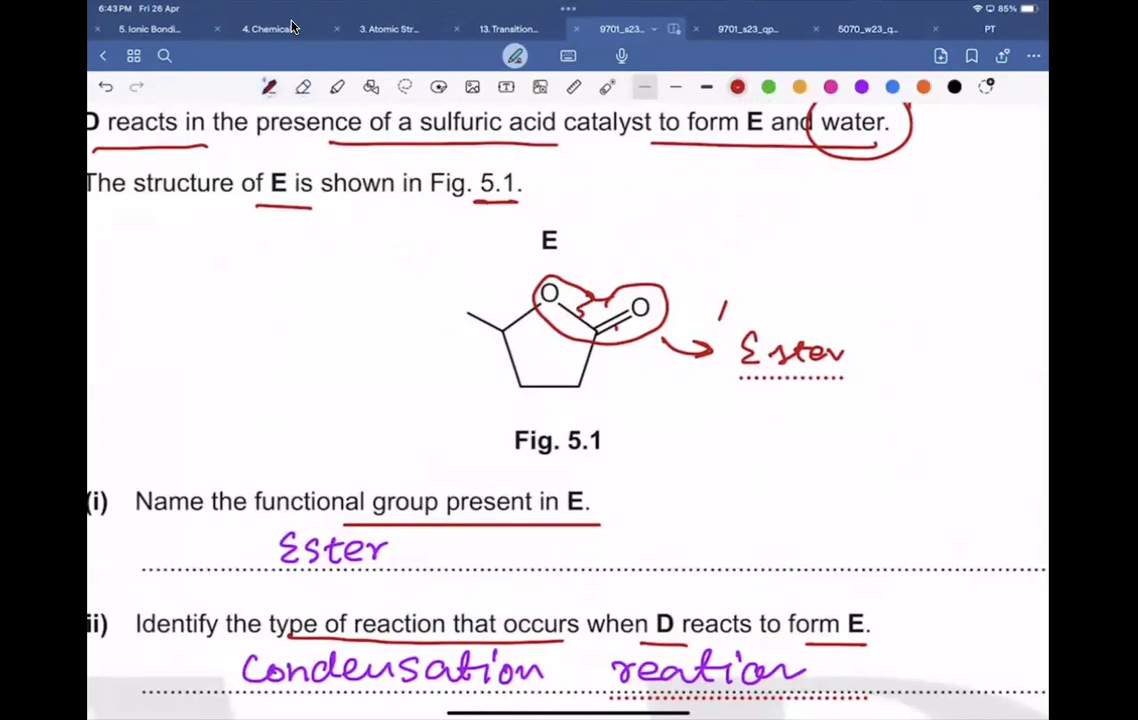 6:43 PM Fri 26 Apr
85%
5. Ionic Bondi...
4. Chemical
3. Atomic Str...
13. Transition...
9701_s23...
9701_s23_qp...
5070_w23_q...
PT
D reacts in the presence of a sulfuric acid catalyst to form E and water.
The structure of E is shown in Fig. 5.1.
E
O
O
Ester
Fig. 5.1
(i) Name the functional group present in E.
Ester
ii) Identify the type of reaction that occurs when D reacts to form E.
Condensation reation